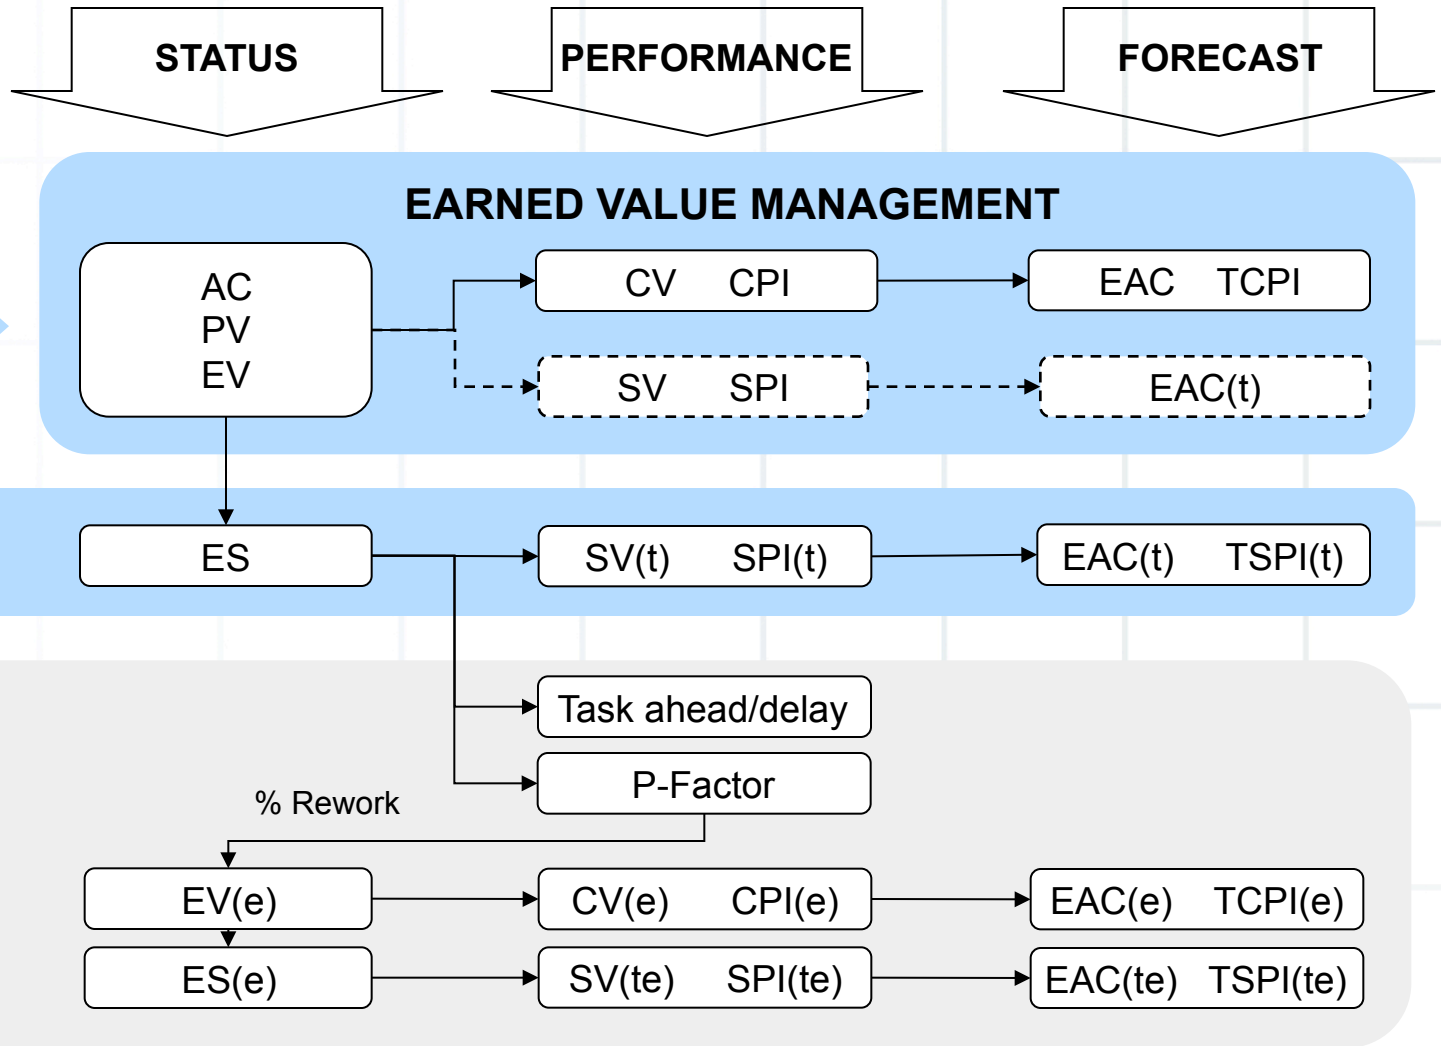 STATUS
PERFORMANCE
FORECAST
EARNED VALUE MANAGEMENT
AC
PV
EV
CV CPI
EAC TCPI
SV SPI
EAC(t)
ES
SV(t) SPI(t)
EAC(t) TSPI(t)
Task ahead/delay
P-Factor
% Rework
EV(e)
CV(e) CPI(e)
EAC(e) TCPI(e)
ES(e)
SV(te) SPI(te)
EAC(te) TSPI(te)